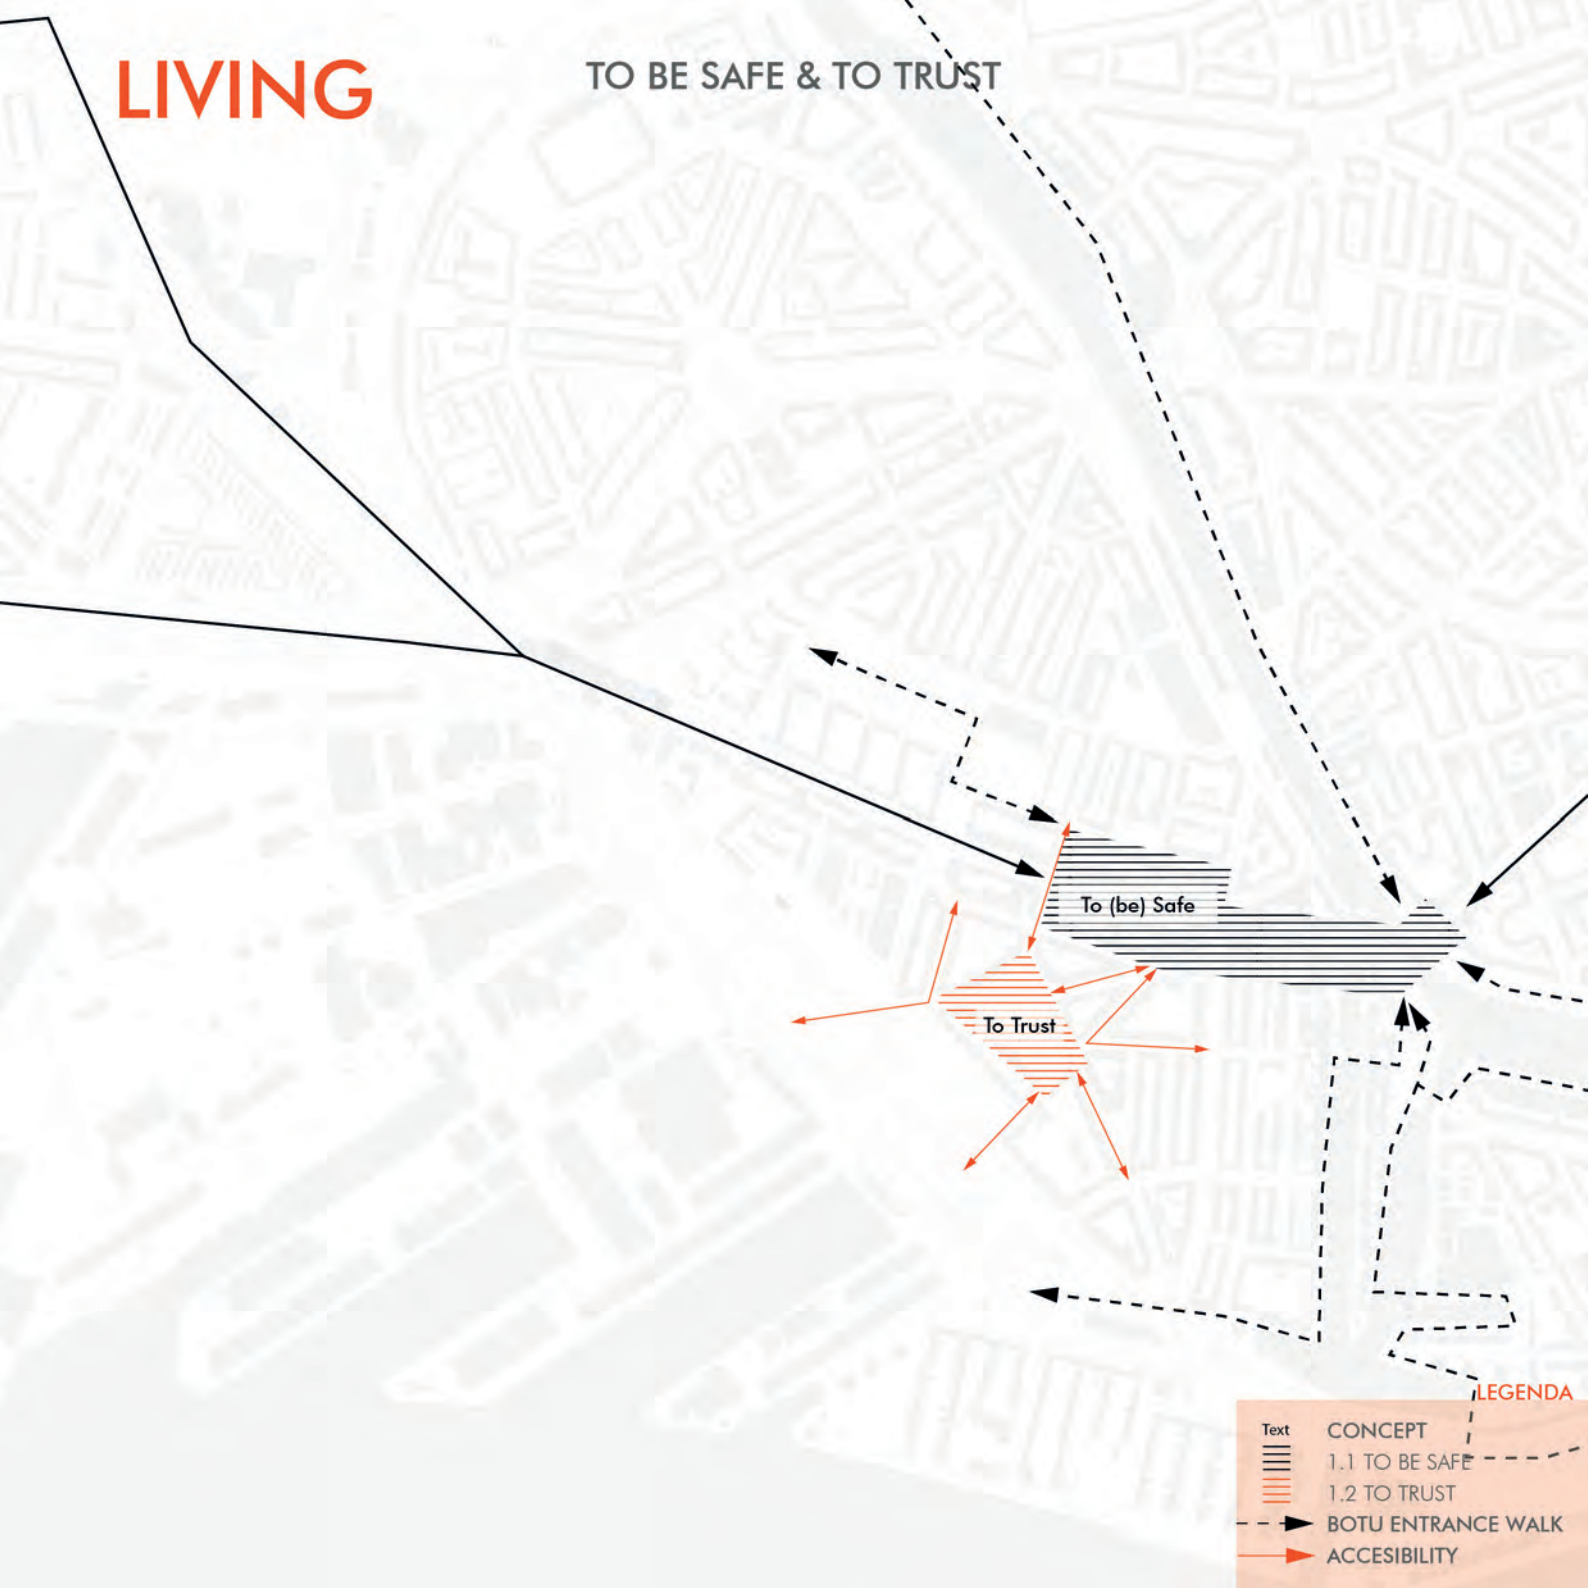 LIVING
TO BE SAFE & TO TRUST
To (be) Safe
To Trust
LEGENDA
Text CONCEPT
1.1 TO BE SAFE
1.2 TO TRUST
BOTU ENTRANCE WALK
ACCESIBILITY